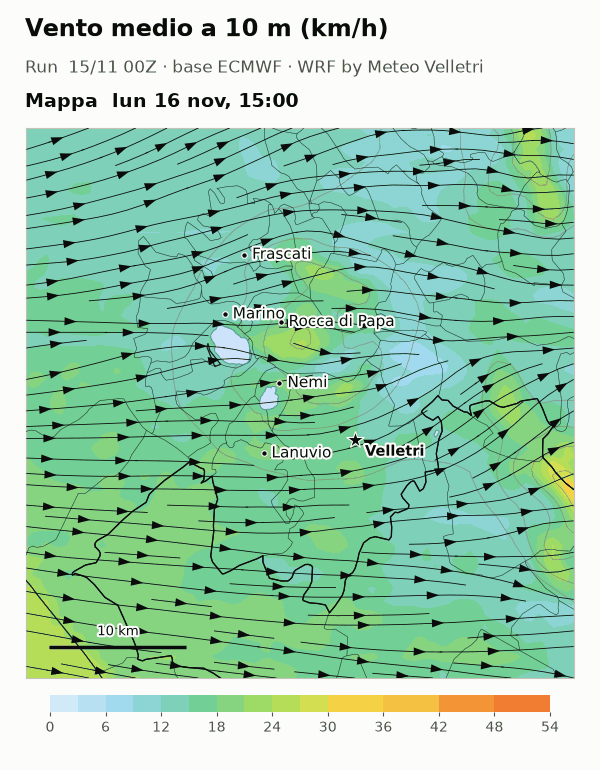 Vento medio a 10 m (km/h)
Run  15/11 00Z · base ECMWF · WRF by Meteo Velletri
Mappa  lun 16 nov, 15:00
Frascati
Marino
Rocca di Papa
Nemi
Velletri
Lanuvio
10 km
0 6 12 18 24 30 36 42 48 54